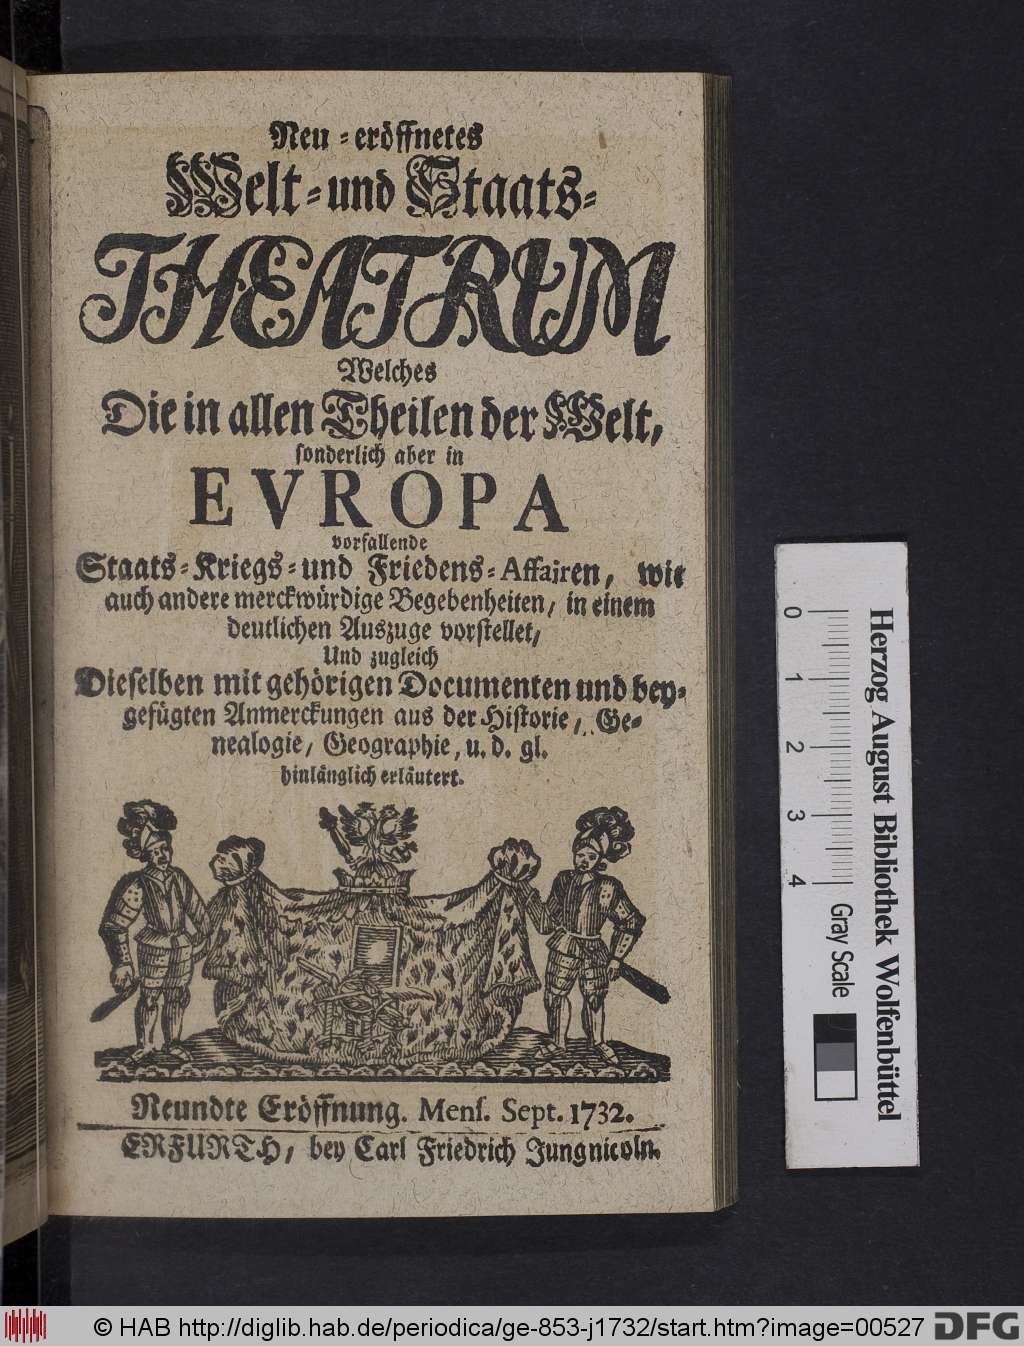 Neu-eröffnetes
Welt-und Staats-
THEATRUM
Welches
Die in allen Theilen der Welt,
sonderlich aber in
EVROPA
vorfallende
Staats-Kriegs-und Friedens-Affairen, wie
auch andere merckwürdige Begebenheiten, in einem
deutlichen Auszuge vorstellet,
Und zugleich
Dieselben mit gehörigen Documenten und bey-
gefügten Anmerckungen aus der Historie, Ge-
nealogie, Geographie, u. d. gl.
hinlänglich erläutert.
Neundte Eröffnung. Mens. Sept. 1732.
ERFURTH, bey Carl Friedrich Jungnicoln.
Herzog August Bibliothek Wolfenbüttel
0 1 2 3 4 Gray Scale
© HAB http://diglib.hab.de/periodica/ge-853-j1732/start.htm?image=00527 DFG